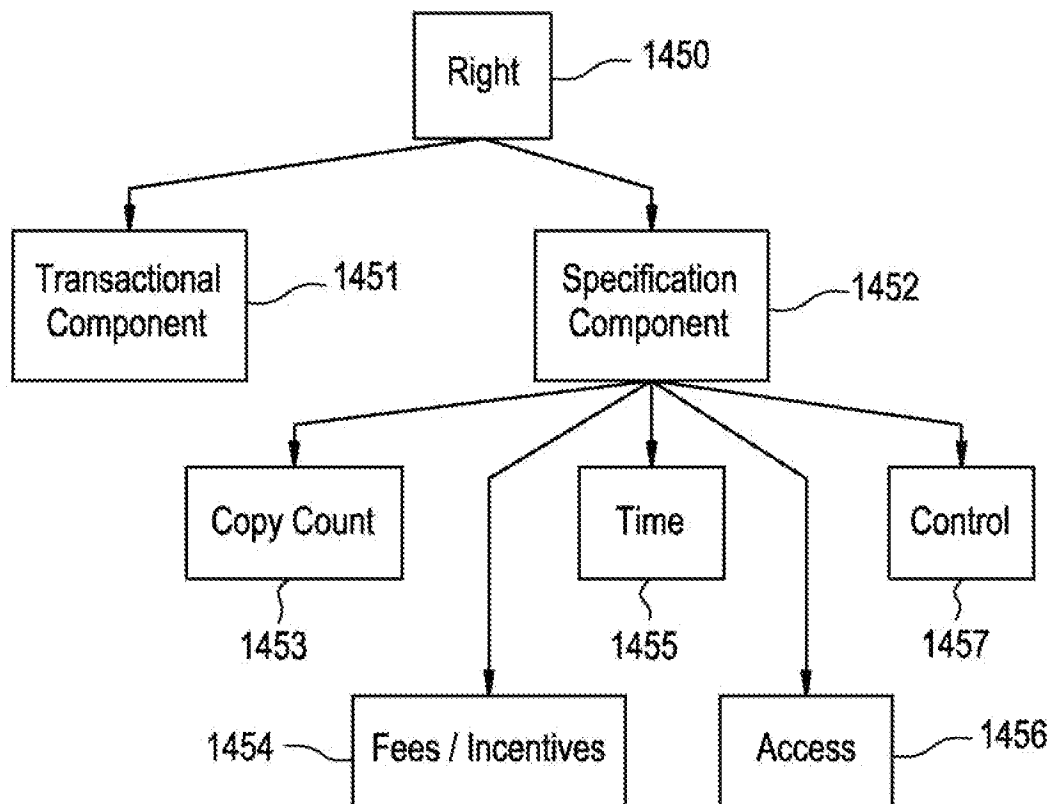 Right
1450
Transactional
Component
1451
Specification
Component
1452
Copy Count
1453
Time
1455
Control
1457
1454
Fees / Incentives
Access
1456